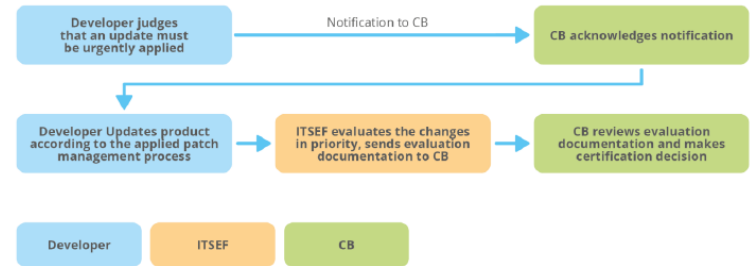 Developer judges
that an update must
be urgently applied
Notification to CB
CB acknowledges notification
Developer Updates product
according to the applied patch
management process
ITSEF evaluates the changes
in priority, sends evaluation
documentation to CB
CB reviews evaluation
documentation and makes
certification decision
Developer
ITSEF
CB